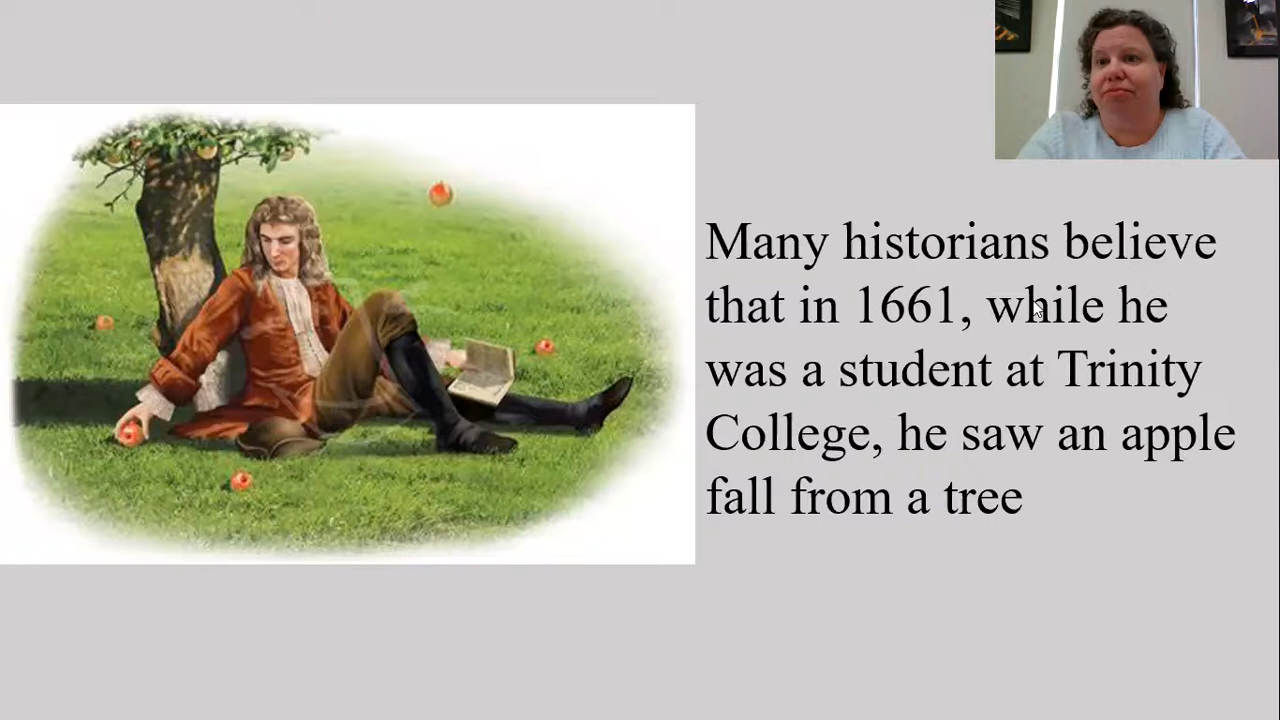 Many historians believe
that in 1661, while he
was a student at Trinity
College, he saw an apple
fall from a tree